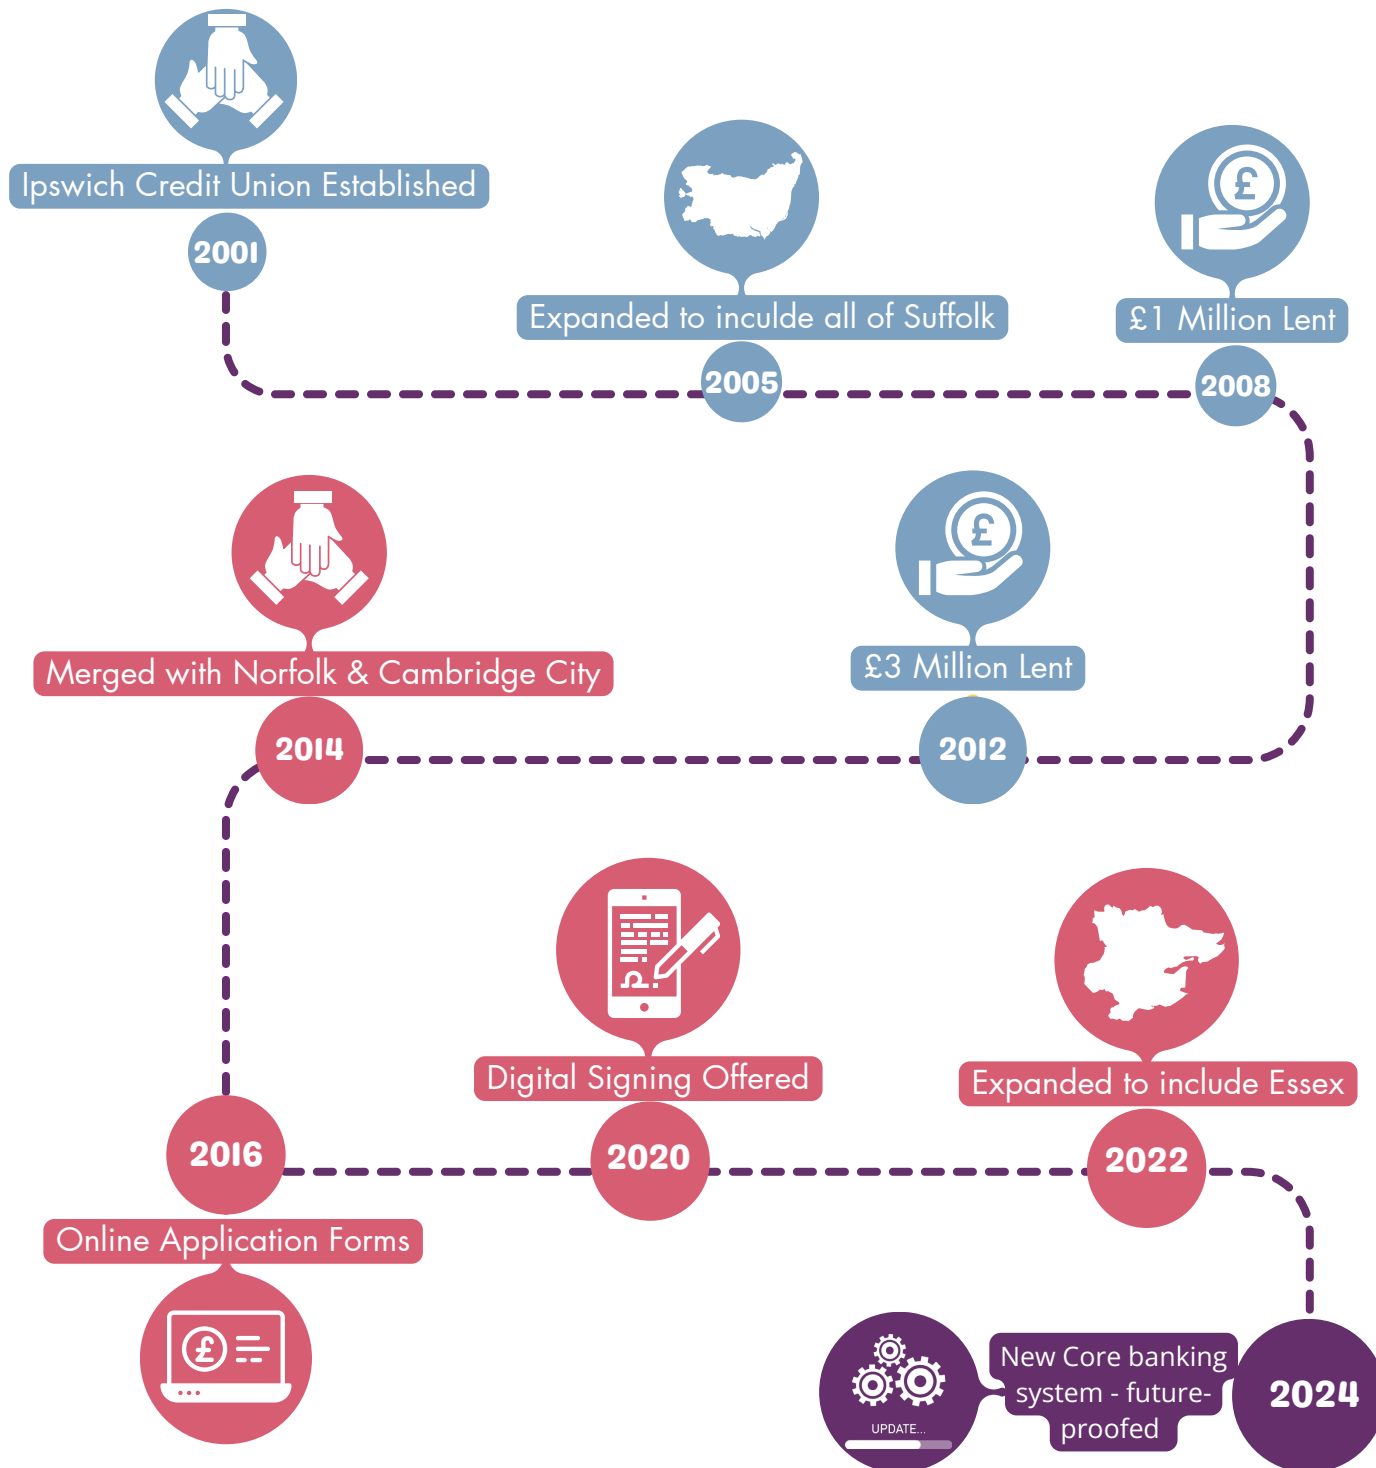 Ipswich Credit Union Established
2001
Expanded to inculde all of Suffolk
2005
£
£1 Million Lent
2008
£
£3 Million Lent
2012
Merged with Norfolk & Cambridge City
2014
2016
Online Application Forms
£
Digital Signing Offered
2020
Expanded to include Essex
2022
UPDATE...
New Core banking
system - future-
proofed
2024